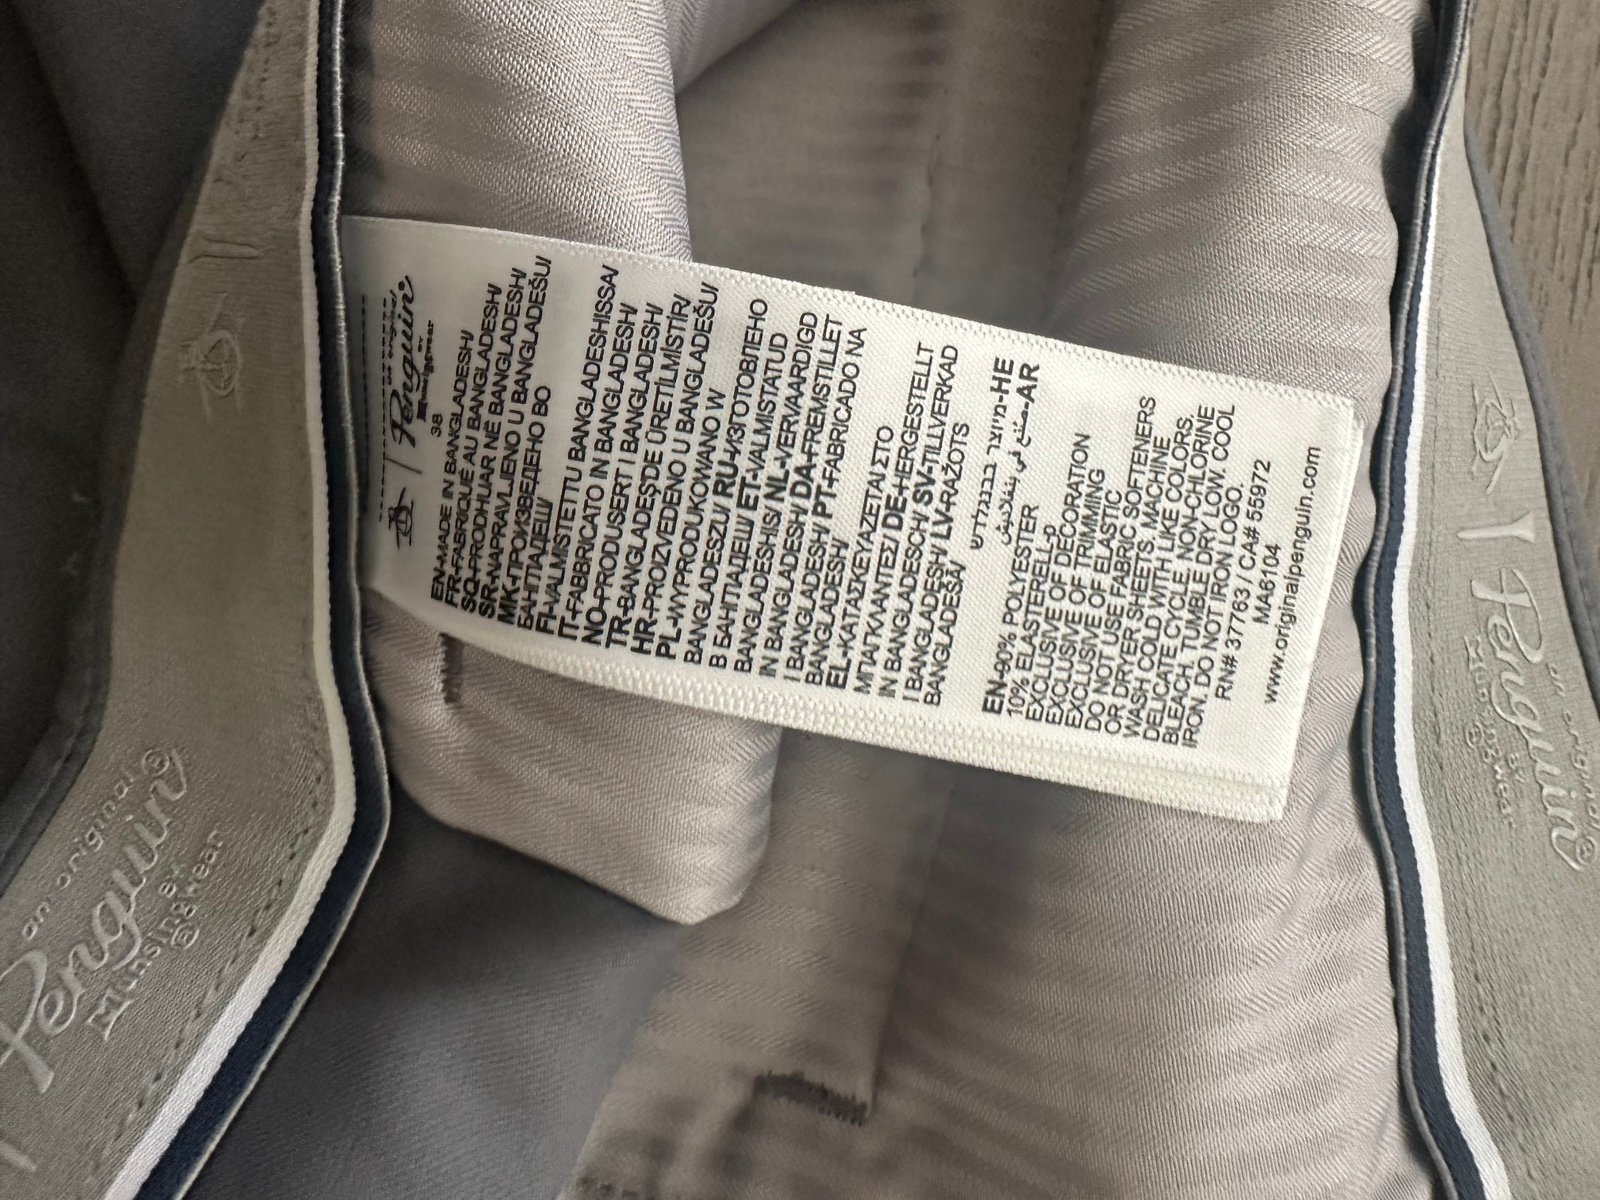 an original
Penguin
BY
Munsingwear
38
EN-MADE IN BANGLADESH/
FR-FABRIQUÉ AU BANGLADESH/
SQ-PRODHUAR NË BANGLADESH/
SR-NAPRAVLJENO U BANGLADEŠU/
MK-ПРОИЗВЕДЕНО ВО
БАНГЛАДЕШ/
FI-VALMISTETTU BANGLADESHISSA/
IT-FABBRICATO IN BANGLADESH/
NO-PRODUSERT I BANGLADESH/
TR-BANGLADEŞ'DE ÜRETİLMİŞTİR/
HR-PROIZVEDENO U BANGLADEŠU/
PL-WYPRODUKOWANO W
BANGLADESZU/ RU-ИЗГОТОВЛЕНО
В БАНГЛАДЕШ/ ET-VALMISTATUD
BANGLADESHIS/ NL-VERVAARDIGD
IN BANGLADESH/ DA-FREMSTILLET
I BANGLADESH/ PT-FABRICADO NA
BANGLADESH/
EL-ΚΑΤΑΣΚΕΥΑΖΕΤΑΙ ΣΤΟ
ΜΠΑΓΚΛΑΝΤΕΣ/ DE-HERGESTELLT
IN BANGLADESCH/ SV-TILLVERKAD
I BANGLADESH/ LV-RAŽOTS
BANGLADEŠĀ/
מיוצר בבנגלדש-HE
صنع في بنغلاديش-AR
EN-90% POLYESTER
10% ELASTERELL-p
EXCLUSIVE OF DECORATION
EXCLUSIVE OF TRIMMING
EXCLUSIVE OF ELASTIC
DO NOT USE FABRIC SOFTENERS
OR DRYER SHEETS. MACHINE
WASH COLD WITH LIKE COLORS.
DELICATE CYCLE. NON-CHLORINE
BLEACH. TUMBLE DRY LOW. COOL
IRON. DO NOT IRON LOGO.
RN# 37763 / CA# 55972
MA6104
www.originalpenguin.com
an original
Penguin®
BY
Munsingwear
®
an original
Penguin®
BY
Munsingwear
®